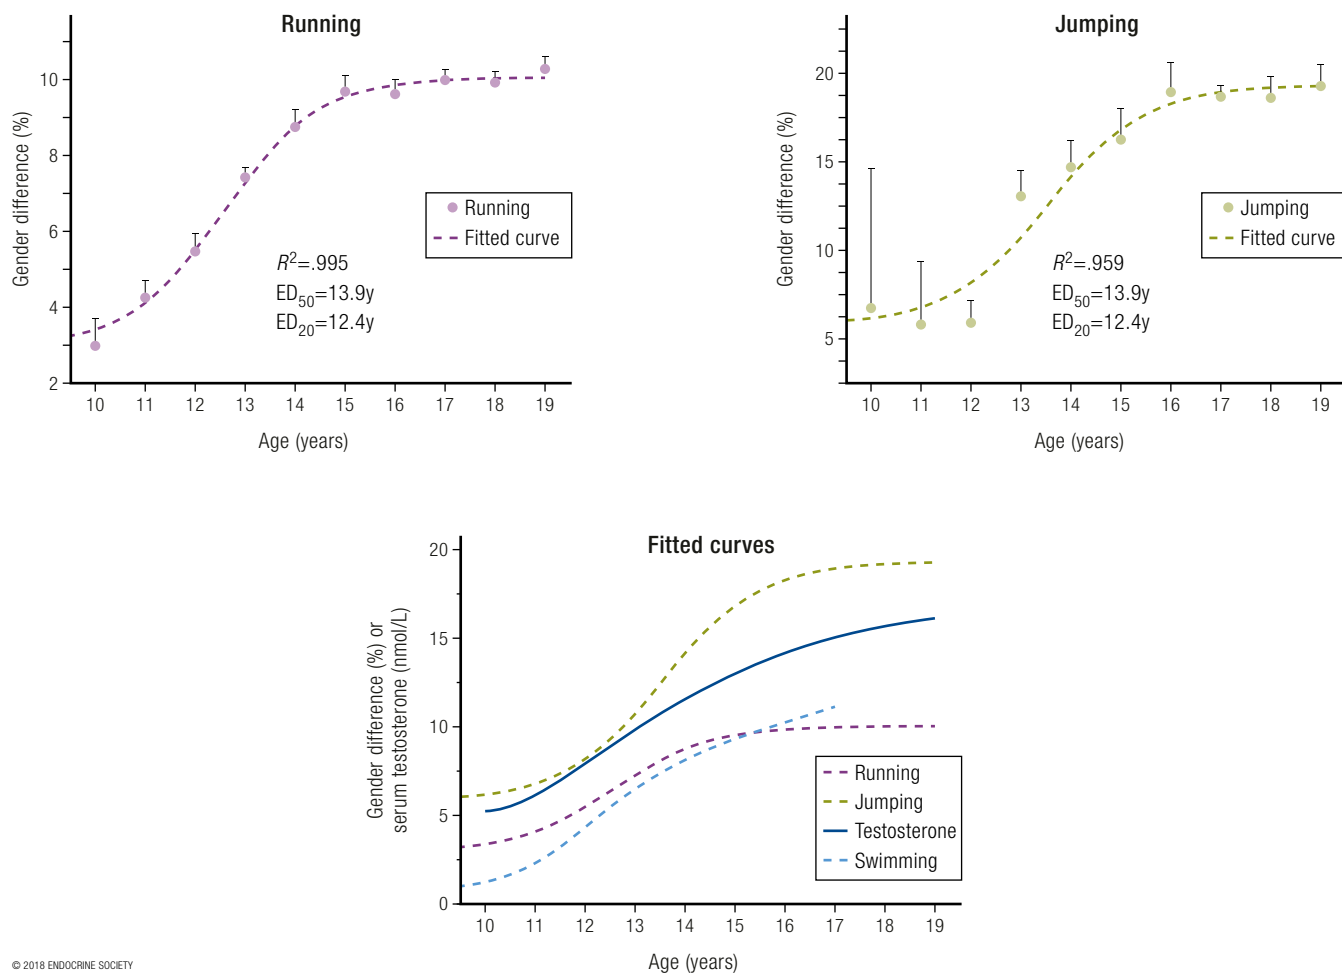 Running
Gender difference (%)
10
8
6
4
2
Running
Fitted curve
R²=.995
ED₅₀=13.9y
ED₂₀=12.4y
10 11 12 13 14 15 16 17 18 19
Age (years)
Jumping
Gender difference (%)
20
15
10
5
Jumping
Fitted curve
R²=.959
ED₅₀=13.9y
ED₂₀=12.4y
10 11 12 13 14 15 16 17 18 19
Age (years)
Fitted curves
Gender difference (%) or
serum testosterone (nmol/L)
20
15
10
5
0
Running
Jumping
Testosterone
Swimming
10 11 12 13 14 15 16 17 18 19
Age (years)
© 2018 ENDOCRINE SOCIETY